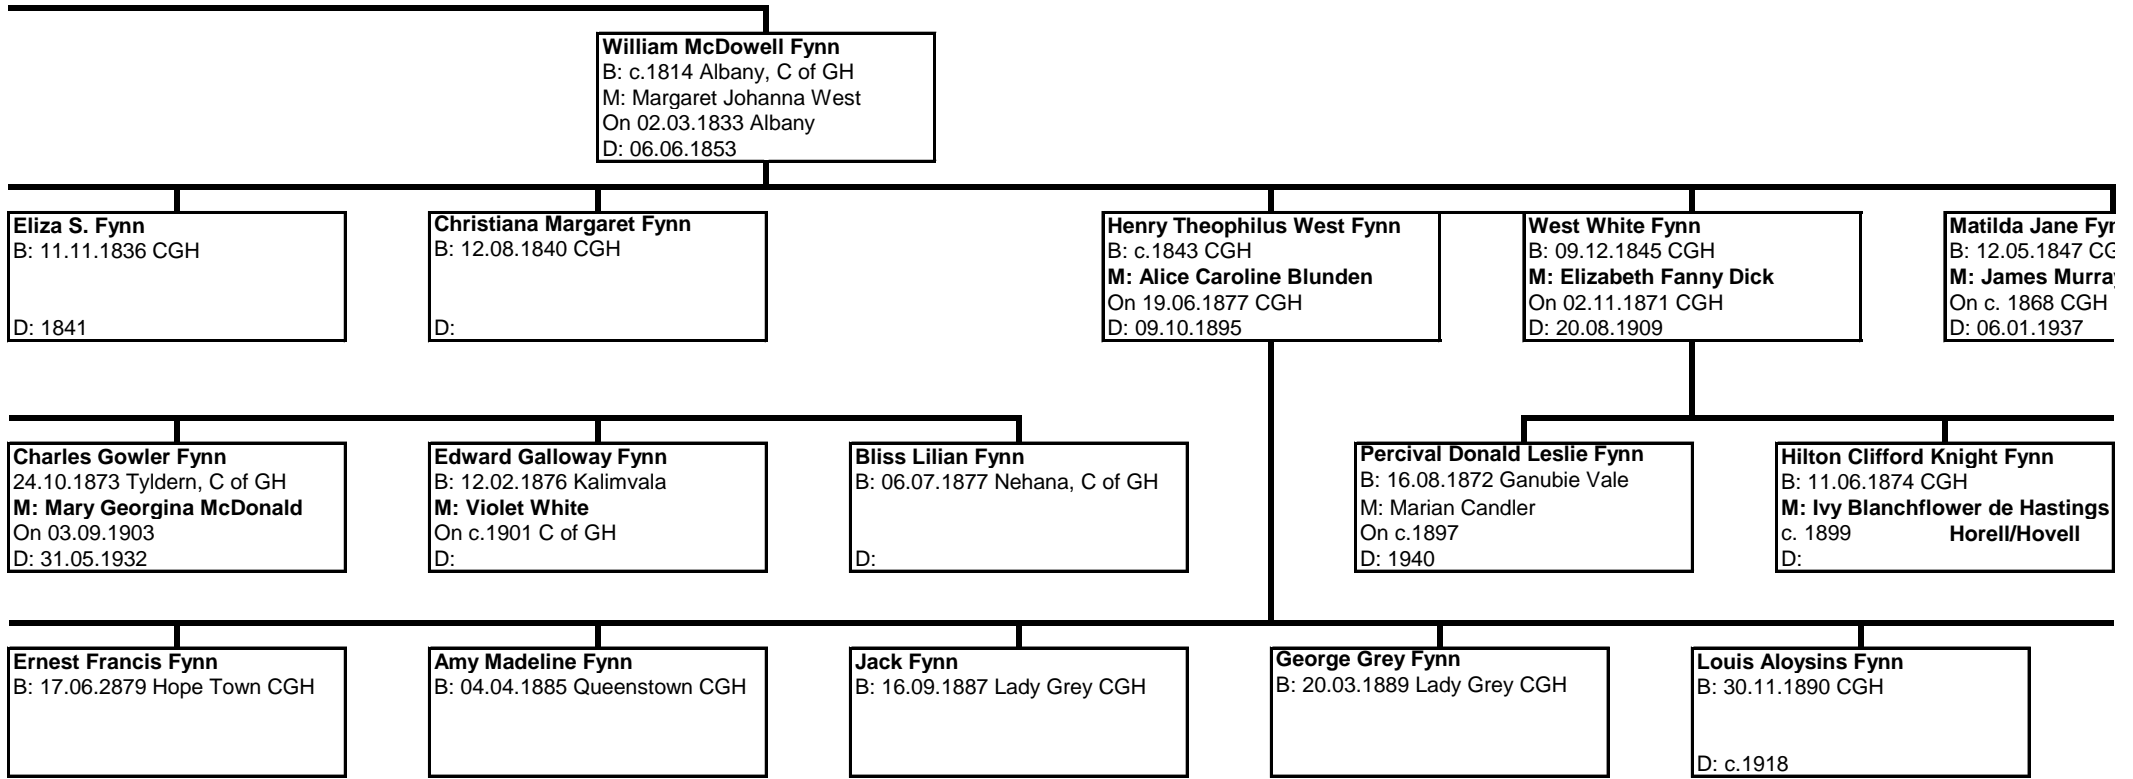 William McDowell Fynn
B: c.1814 Albany, C of GH
M: Margaret Johanna West
On 02.03.1833 Albany
D: 06.06.1853
Eliza S. Fynn
B: 11.11.1836 CGH
D: 1841
Christiana Margaret Fynn
B: 12.08.1840 CGH
D:
Henry Theophilus West Fynn
B: c.1843 CGH
M: Alice Caroline Blunden
On 19.06.1877 CGH
D: 09.10.1895
West White Fynn
B: 09.12.1845 CGH
M: Elizabeth Fanny Dick
On 02.11.1871 CGH
D: 20.08.1909
Matilda Jane
B: 12.05.1847
M: James
On c. 1868 CGH
D: 06.01.1937
Charles Gowler Fynn
24.10.1873 Tyldern, C of GH
M: Mary Georgina McDonald
On 03.09.1903
D: 31.05.1932
Edward Galloway Fynn
B: 12.02.1876 Kalimvala
M: Violet White
On c.1901 C of GH
D:
Bliss Lilian Fynn
B: 06.07.1877 Nehana, C of GH
D:
Percival Donald Leslie Fynn
B: 16.08.1872 Ganubie Vale
M: Marian Candler
On c.1897
D: 1940
Hilton Clifford Knight Fynn
B: 11.06.1874 CGH
M: Ivy Blanchflower de Hastings
c. 1899 Horell/Hovell
D:
Ernest Francis Fynn
B: 17.06.2879 Hope Town CGH
Amy Madeline Fynn
B: 04.04.1885 Queenstown CGH
Jack Fynn
B: 16.09.1887 Lady Grey CGH
George Grey Fynn
B: 20.03.1889 Lady Grey CGH
Louis Aloysins Fynn
B: 30.11.1890 CGH
D: c.1918